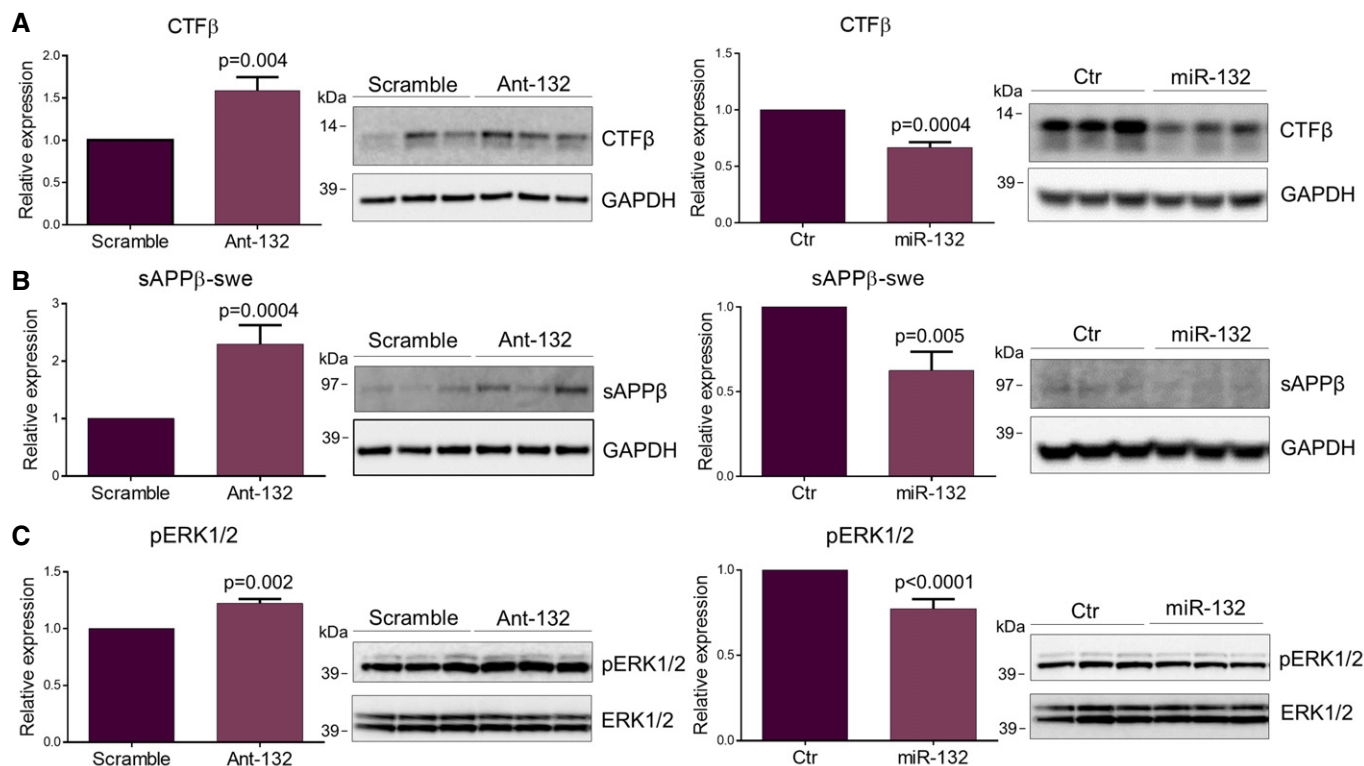 A
CTFβ
Relative expression
2.0
1.5
1.0
0.5
0.0
p=0.004
Scramble
Ant-132
kDa
Scramble
Ant-132
14
CTFβ
39
GAPDH
CTFβ
Relative expression
1.5
1.0
0.5
0.0
p=0.0004
Ctr
miR-132
kDa
Ctr
miR-132
14
CTFβ
39
GAPDH
B
sAPPβ-swe
Relative expression
3
2
1
0
p=0.0004
Scramble
Ant-132
kDa
Scramble
Ant-132
97
sAPPβ
39
GAPDH
sAPPβ-swe
Relative expression
1.0
0.5
0.0
p=0.005
Ctr
miR-132
kDa
Ctr
miR-132
97
sAPPβ
39
GAPDH
C
pERK1/2
Relative expression
1.5
1.0
0.5
0.0
p=0.002
Scramble
Ant-132
kDa
Scramble
Ant-132
39
pERK1/2
39
ERK1/2
pERK1/2
Relative expression
1.0
0.5
0.0
p<0.0001
Ctr
miR-132
kDa
Ctr
miR-132
39
pERK1/2
39
ERK1/2